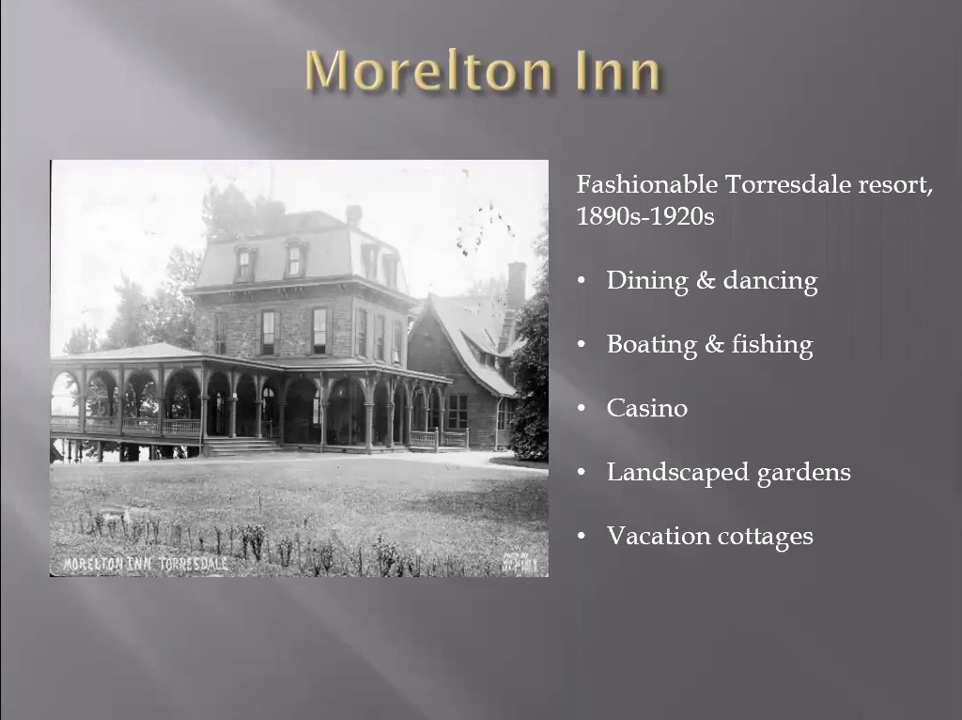 Morelton Inn
Fashionable Torresdale resort,
1890s-1920s
• Dining & dancing
• Boating & fishing
• Casino
• Landscaped gardens
• Vacation cottages
MORELTON INN TORRESDALE